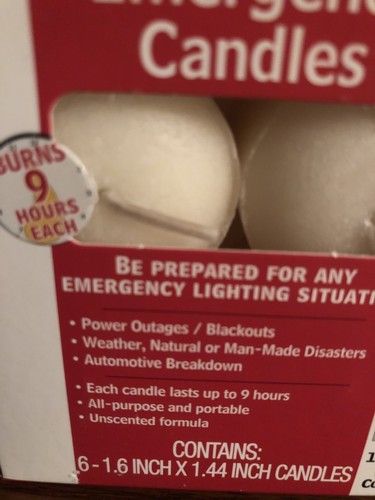 Candles
BURNS
9
HOURS
EACH
BE PREPARED FOR ANY
EMERGENCY LIGHTING
• Power Outages / Blackouts
• Weather, Natural or Man-Made Disasters
• Automotive Breakdown
• Each candle lasts up to 9 hours
• All-purpose and portable
• Unscented formula
CONTAINS:
6 - 1.6 INCH X 1.44 INCH CANDLES